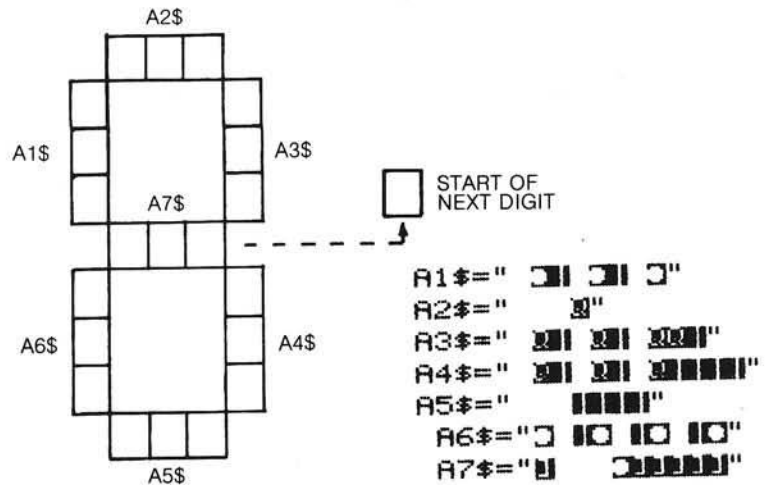 A2$
A1$
A3$
A7$
START OF
NEXT DIGIT
A6$
A4$
A5$
A1$="
A2$="
A3$="
A4$="
A5$="
A6$="
A7$="